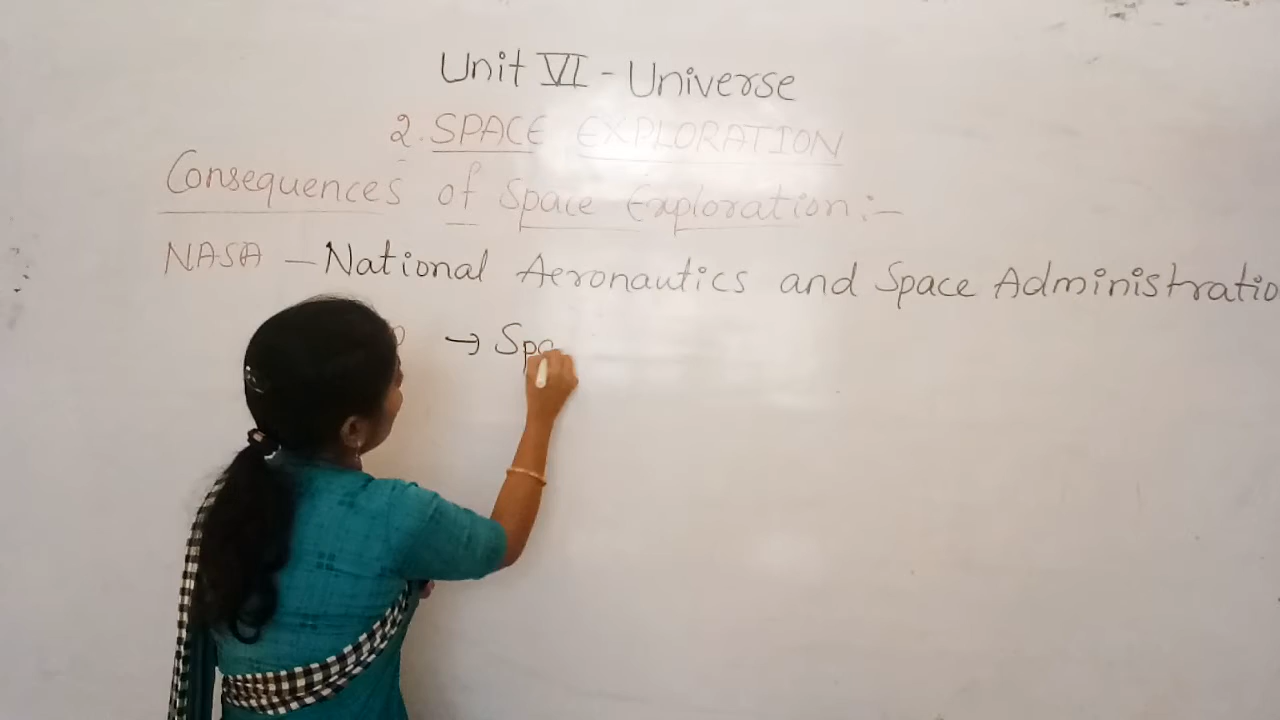 Unit VI - Universe
2. SPACE EXPLORATION
Consequences of Space Exploration:-
NASA - National Aeronautics and Space Administratio
→ Spa